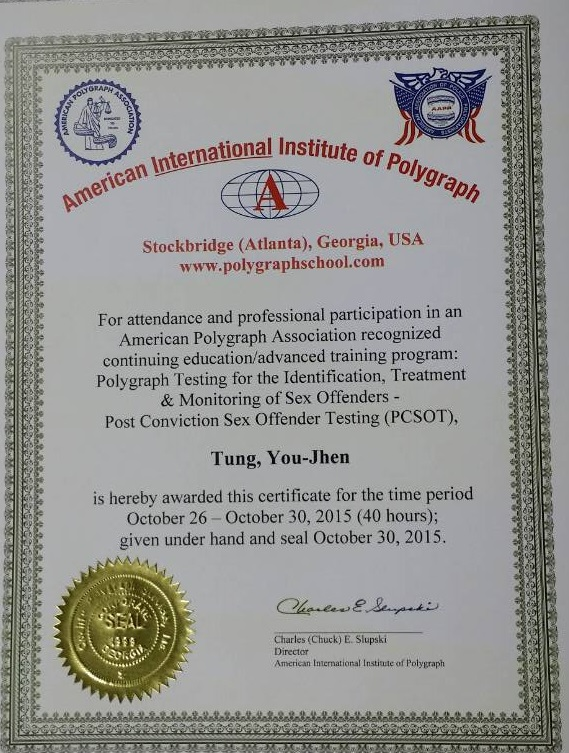 AMERICAN POLYGRAPH ASSOCIATION
American International Institute of Polygraph
A
Stockbridge (Atlanta), Georgia, USA
www.polygraphschool.com
For attendance and professional participation in an
American Polygraph Association recognized
continuing education/advanced training program:
Polygraph Testing for the Identification, Treatment
& Monitoring of Sex Offenders -
Post Conviction Sex Offender Testing (PCSOT),
Tung, You-Jhen
is hereby awarded this certificate for the time period
October 26 – October 30, 2015 (40 hours);
given under hand and seal October 30, 2015.
SEAL
GEORGIA
Charles E Slupski
Charles (Chuck) E. Slupski
Director
American International Institute of Polygraph